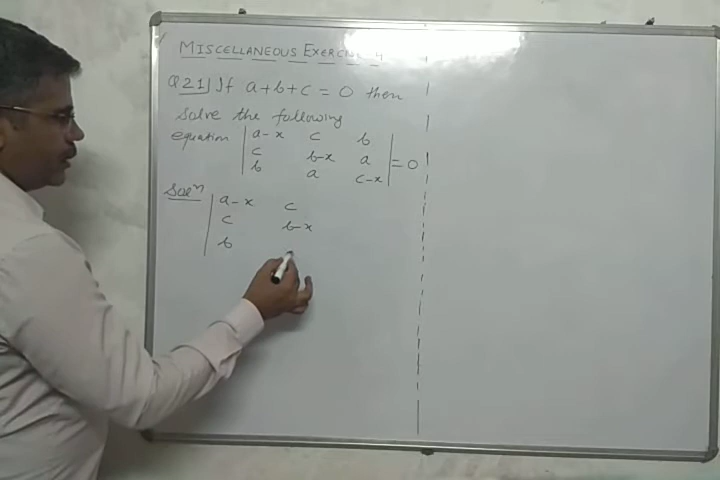 MISCELLANEOUS EXERCISE 4
Q21) If a+b+c = 0 then
solve the following
equation | a-x c b |
| c b-x a | = 0
| b a c-x |
Solⁿ | a-x c
| c b-x
| b